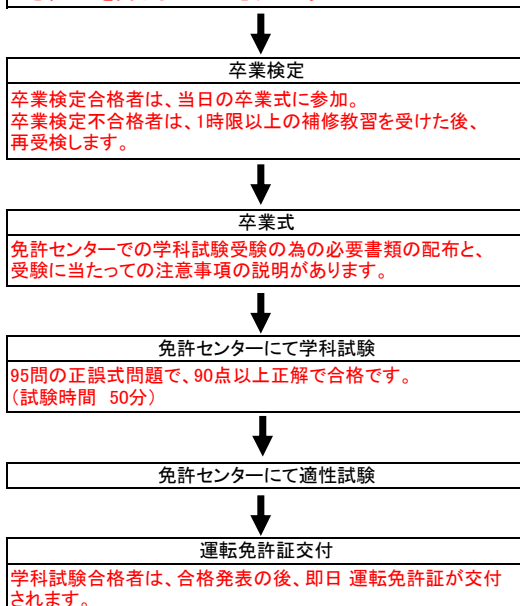 卒業検定
卒業検定合格者は、当日の卒業式に参加。
卒業検定不合格者は、1時限以上の補修教習を受けた後、
再受検します。
卒業式
免許センターでの学科試験受験の為の必要書類の配布と、
受験に当たっての注意事項の説明があります。
免許センターにて学科試験
95問の正誤式問題で、90点以上正解で合格です。
(試験時間 50分)
免許センターにて適性試験
運転免許証交付
学科試験合格者は、合格発表の後、即日 運転免許証が交付
されます。